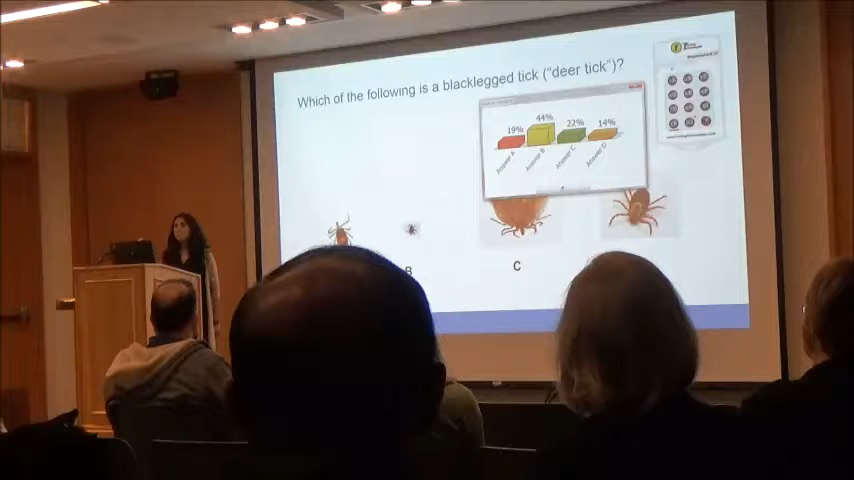 Which of the following is a blacklegged tick ("deer tick")?
19%
44%
22%
14%
Answer A
Answer B
Answer C
Answer D
B
C